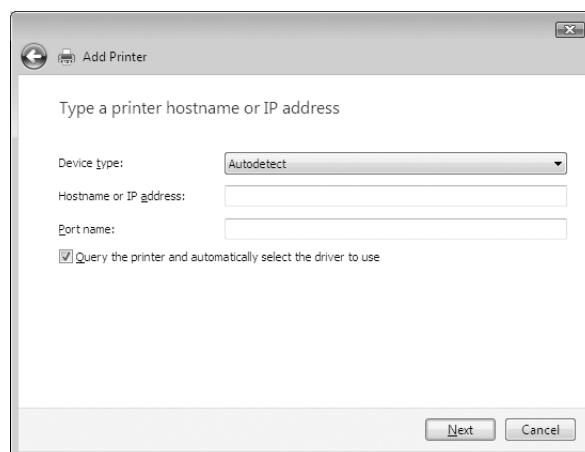 Add Printer
Type a printer hostname or IP address
Device type: Autodetect
Hostname or IP address:
Port name:
Query the printer and automatically select the driver to use
Next Cancel